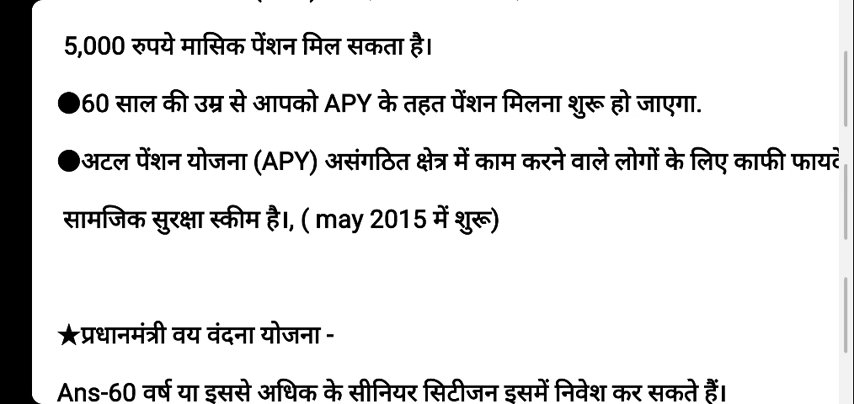 5,000 रुपये मासिक पेंशन मिल सकता है।
●60 साल की उम्र से आपको APY के तहत पेंशन मिलना शुरू हो जाएगा.
●अटल पेंशन योजना (APY) असंगठित क्षेत्र में काम करने वाले लोगों के लिए काफी
सामजिक सुरक्षा स्कीम है।, ( may 2015 में शुरू)
★प्रधानमंत्री वय वंदना योजना -
Ans-60 वर्ष या इससे अधिक के सीनियर सिटीजन इसमें निवेश कर सकते हैं।